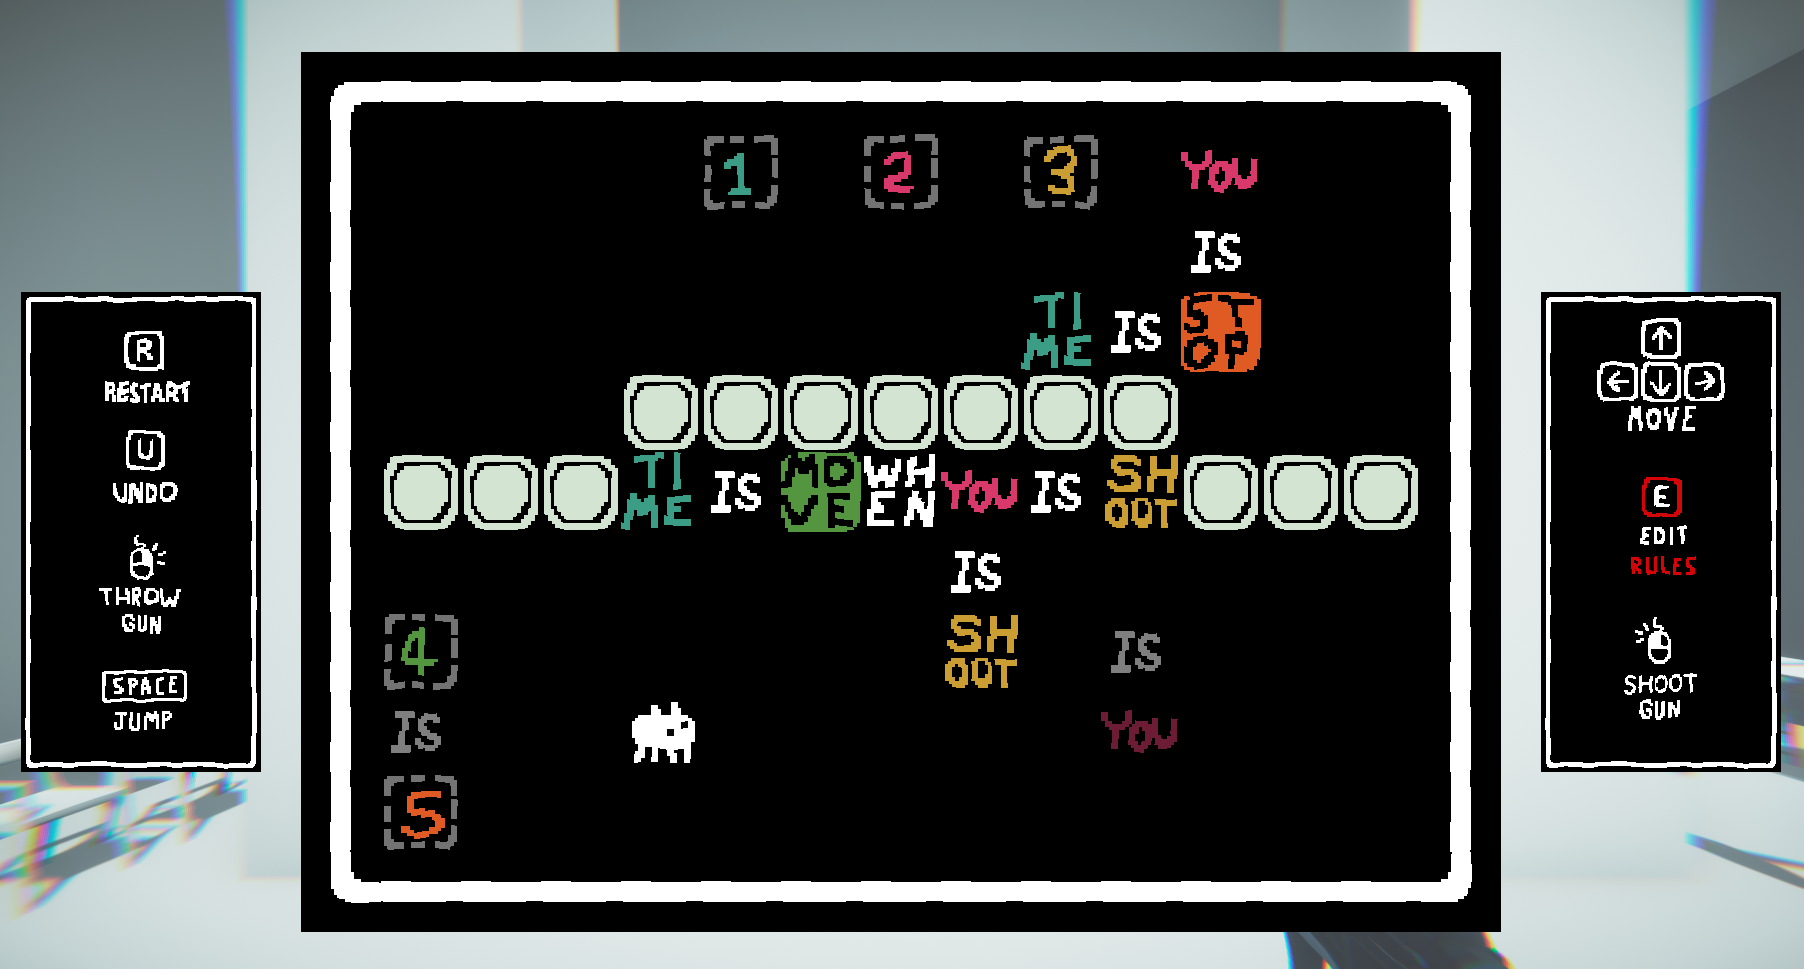 1 2 3 YOU
IS
TIME IS STOP
TIME IS MOVE WHEN YOU IS SHOOT
IS
4 SHOOT IS
IS YOU
5
R
RESTART
U
UNDO
THROW
GUN
SPACE
JUMP
MOVE
E
EDIT
RULES
SHOOT
GUN